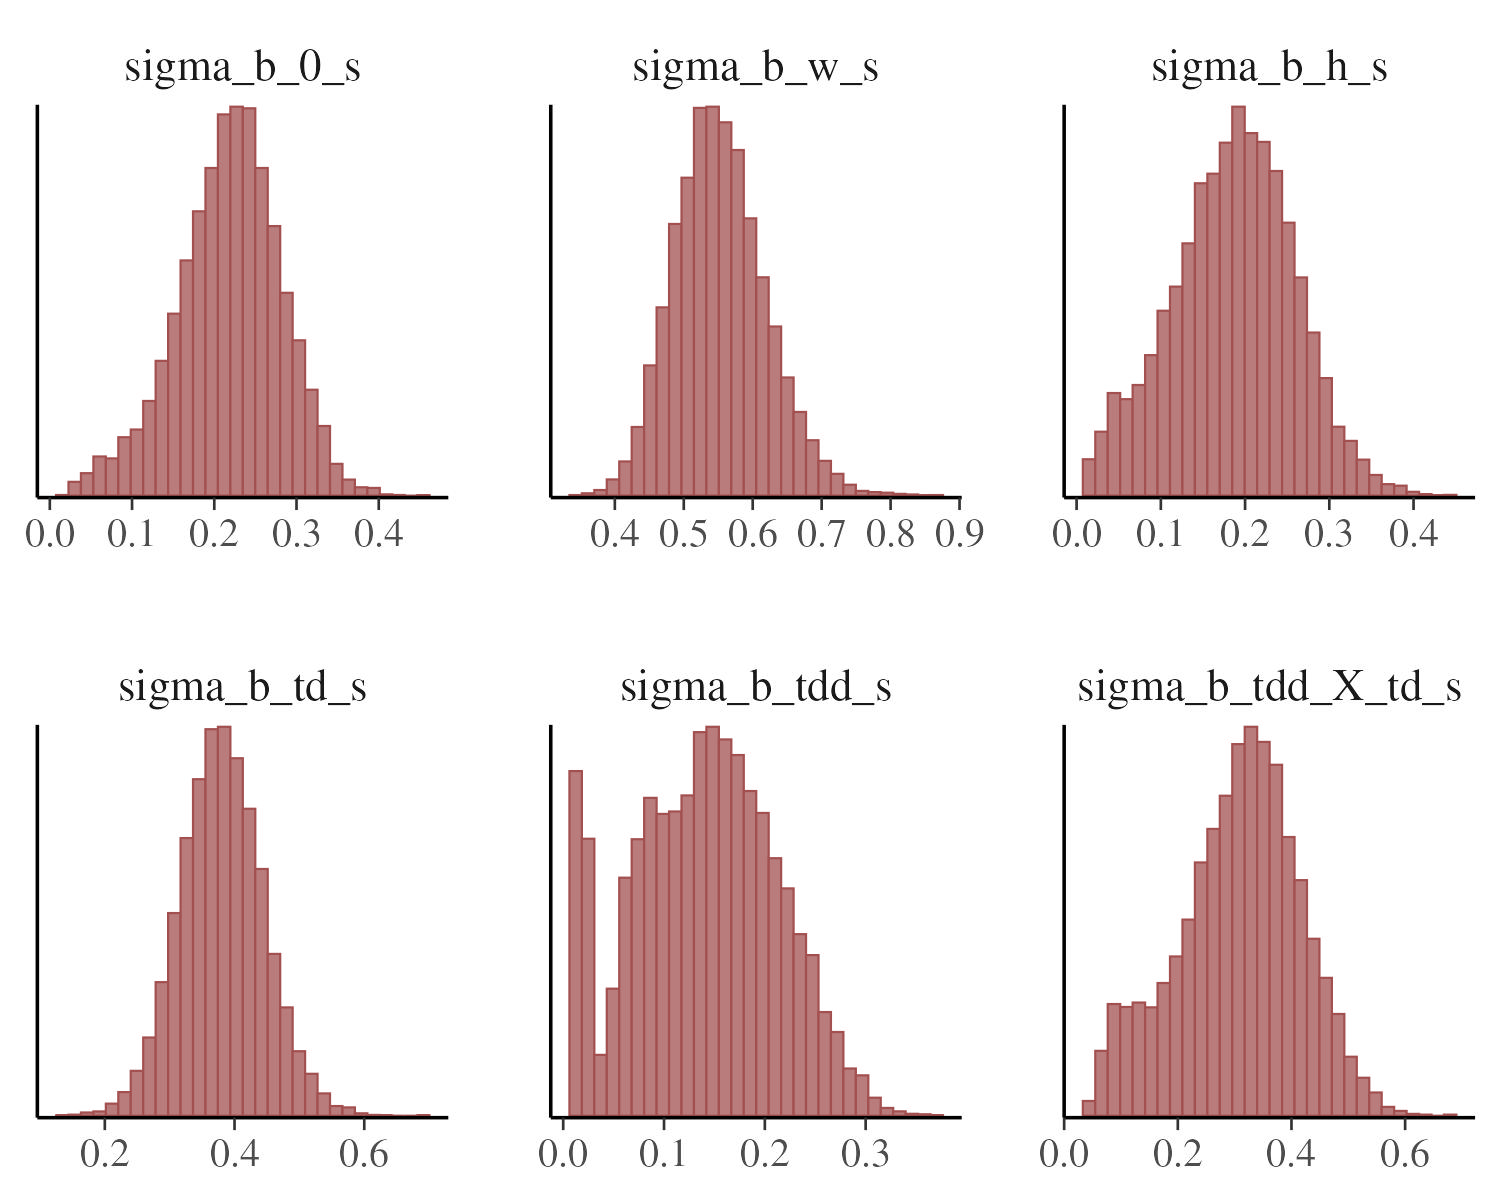 sigma_b_0_s sigma_b_w_s sigma_b_h_s
0.0 0.1 0.2 0.3 0.4 0.4 0.5 0.6 0.7 0.8 0.9 0.0 0.1 0.2 0.3 0.4
sigma_b_td_s sigma_b_tdd_s sigma_b_tdd_X_td_s
0.2 0.4 0.6 0.0 0.1 0.2 0.3 0.0 0.2 0.4 0.6